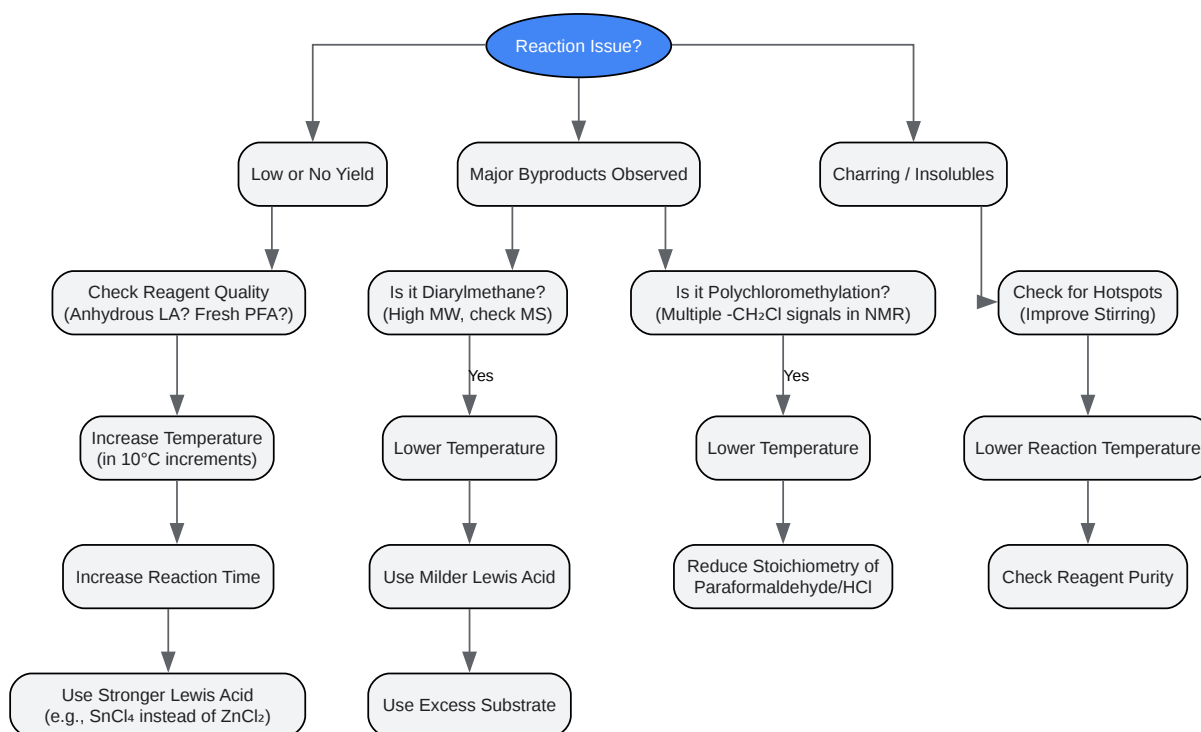 Reaction Issue?
Low or No Yield
Major Byproducts Observed
Charring / Insolubles
Check Reagent Quality
(Anhydrous LA? Fresh PFA?)
Is it Diarylmethane?
(High MW, check MS)
Is it Polychloromethylation?
(Multiple -CH₂Cl signals in NMR)
Check for Hotspots
(Improve Stirring)
Yes
Yes
Increase Temperature
(in 10°C increments)
Lower Temperature
Lower Temperature
Lower Reaction Temperature
Increase Reaction Time
Use Milder Lewis Acid
Reduce Stoichiometry of
Paraformaldehyde/HCl
Check Reagent Purity
Use Stronger Lewis Acid
(e.g., SnCl₄ instead of ZnCl₂)
Use Excess Substrate